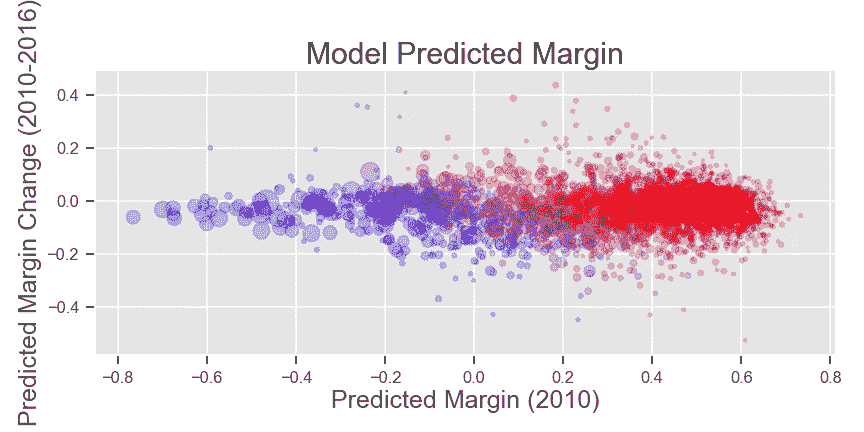 Model Predicted Margin
Predicted Margin Change (2010-2016)
0.4
0.2
0.0
−0.2
−0.4
−0.8 −0.6 −0.4 −0.2 0.0 0.2 0.4 0.6 0.8
Predicted Margin (2010)